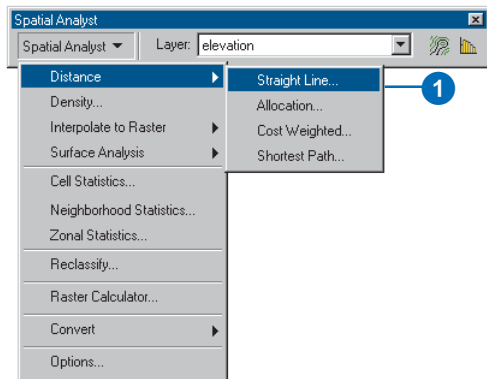 Spatial Analyst
Spatial Analyst Layer: elevation
Distance
Density...
Interpolate to Raster
Surface Analysis
Cell Statistics...
Neighborhood Statistics...
Zonal Statistics...
Reclassify...
Raster Calculator...
Convert
Options...
Straight Line...
Allocation...
Cost Weighted...
Shortest Path...
1